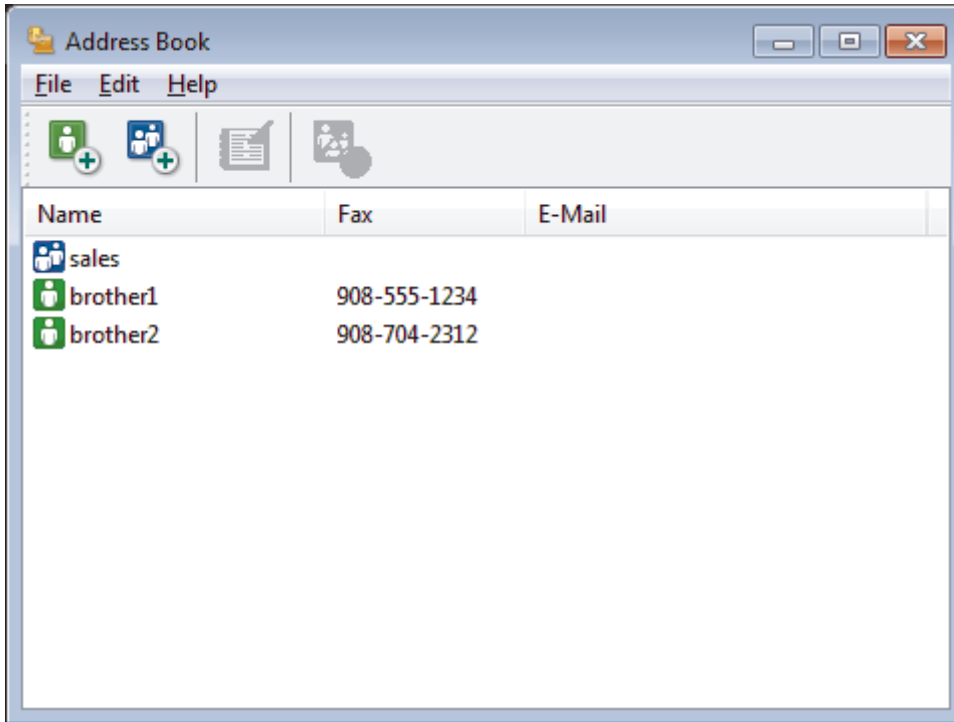 Address Book
File Edit Help
Name Fax E-Mail
sales
brother1 908-555-1234
brother2 908-704-2312